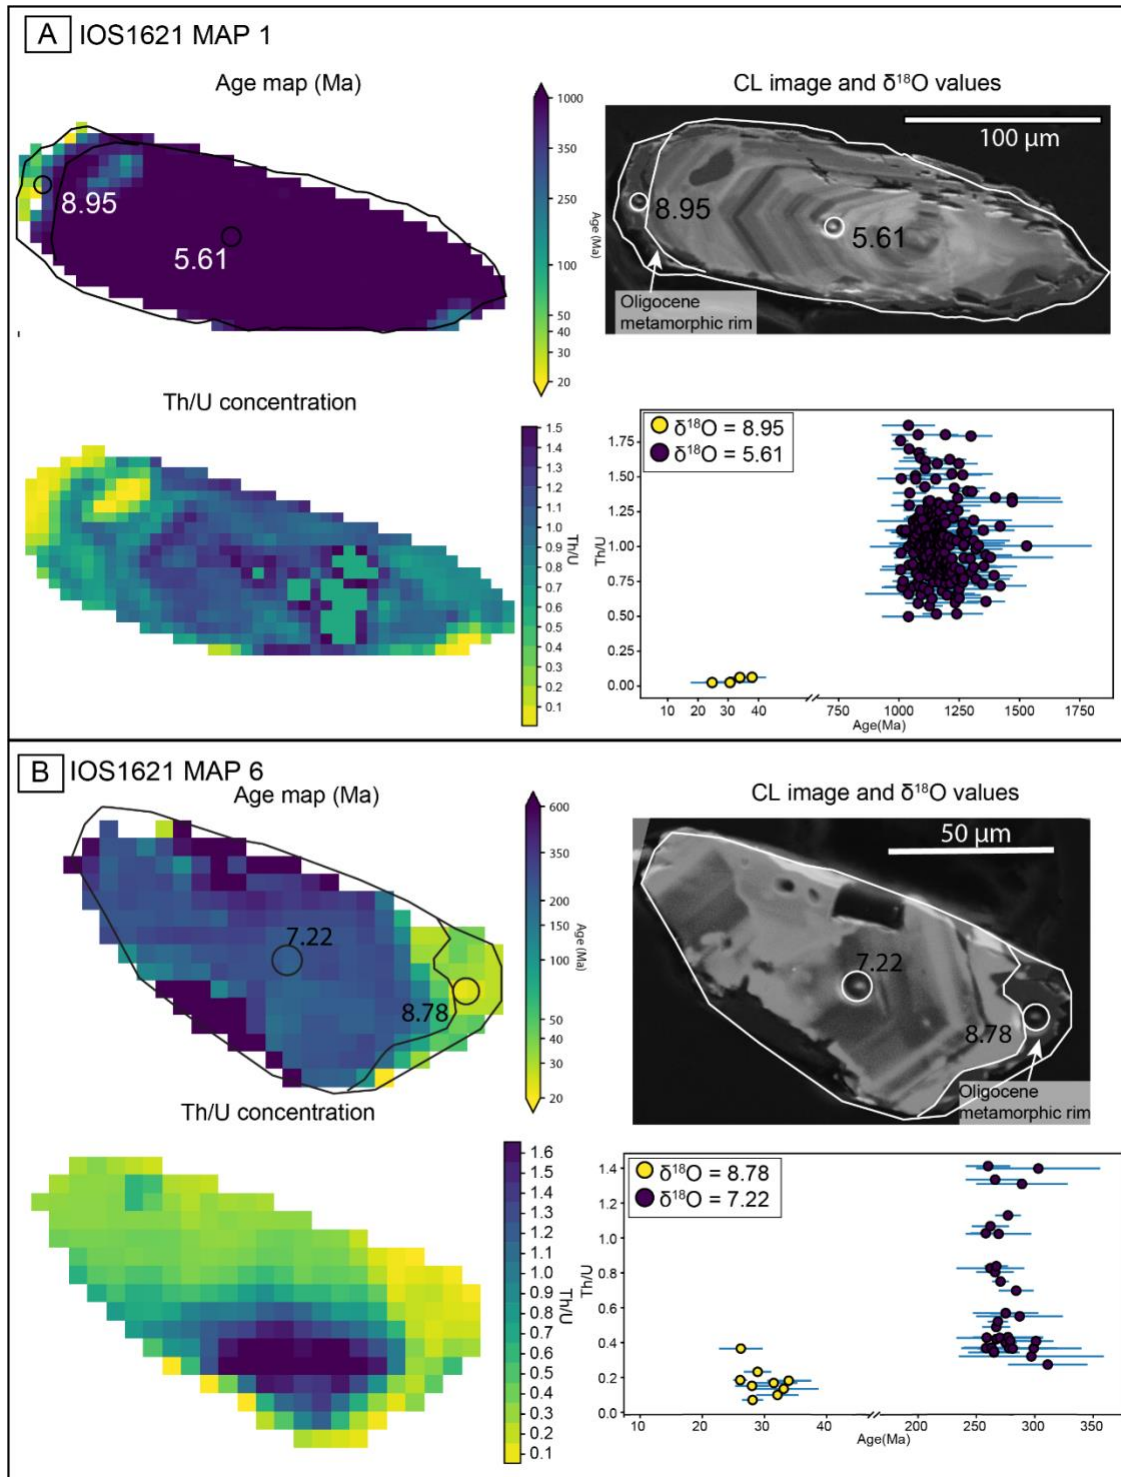 A IOS1621 MAP 1
Age map (Ma)
CL image and δ¹⁸O values
1000
350
250
100
50
40
30
20
Age (Ma)
8.95
5.61
100 µm
8.95
5.61
Oligocene
metamorphic rim
Th/U concentration
1.5
1.4
1.3
1.2
1.1
1.0
0.9
0.8
0.7
0.6
0.5
0.4
0.3
0.2
0.1
Th/U
δ¹⁸O = 8.95
δ¹⁸O = 5.61
1.75
1.50
1.25
1.00
0.75
0.50
0.25
0.00
Th/U
10 20 30 40 750 1000 1250 1500 1750
Age(Ma)
B IOS1621 MAP 6
Age map (Ma)
CL image and δ¹⁸O values
600
350
200
150
100
50
40
30
20
Age (Ma)
7.22
8.78
50 µm
7.22
8.78
Oligocene
metamorphic rim
Th/U concentration
1.6
1.5
1.4
1.3
1.2
1.1
1.0
0.9
0.8
0.7
0.6
0.5
0.4
0.3
0.2
0.1
Th/U
δ¹⁸O = 8.78
δ¹⁸O = 7.22
1.4
1.2
1.0
0.8
0.6
0.4
0.2
0.0
Th/U
10 20 30 40 200 250 300 350
Age(Ma)